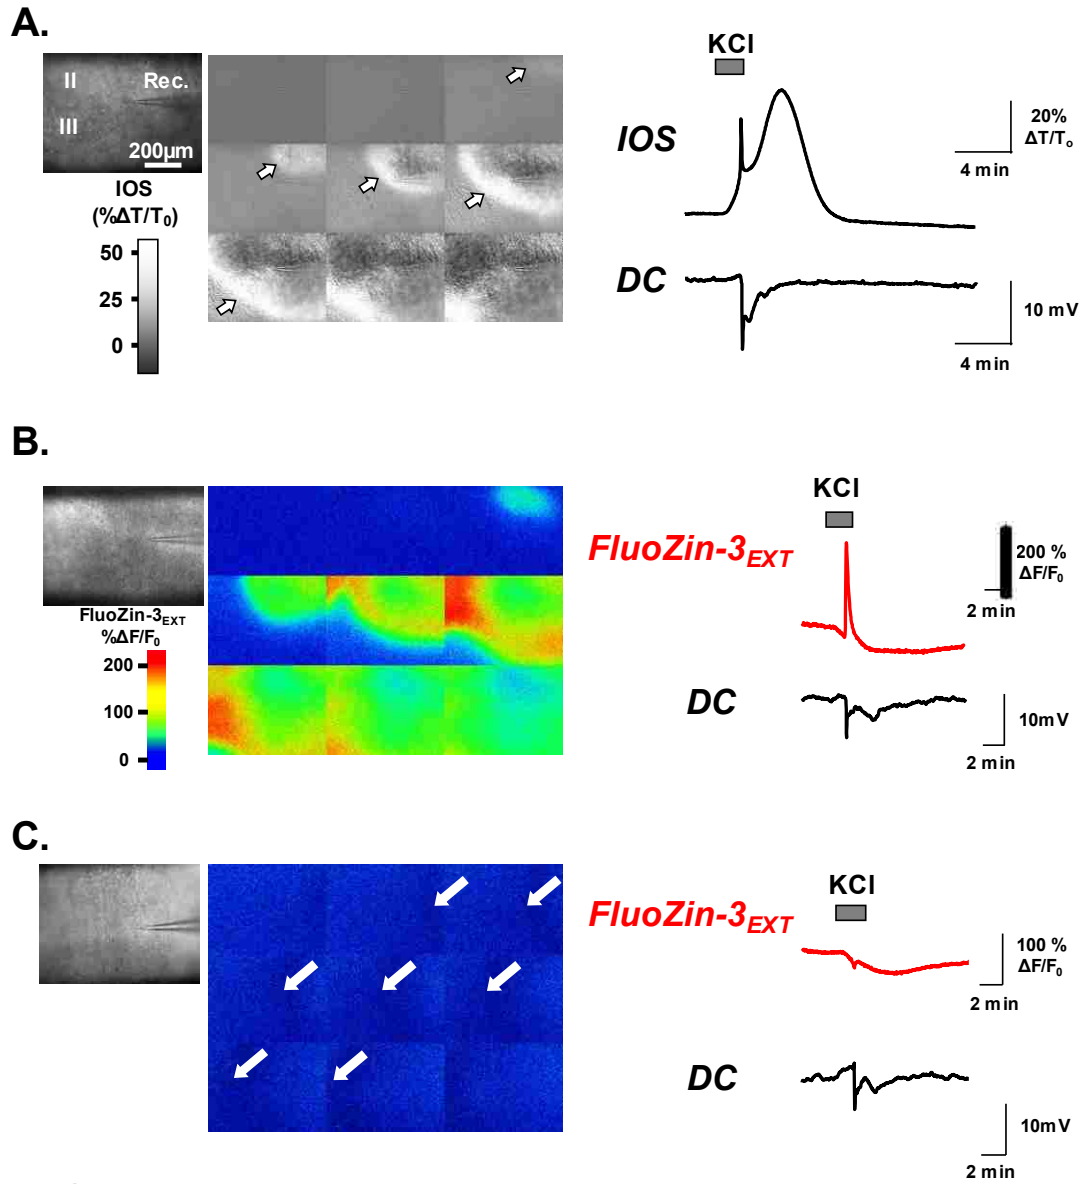 A.
II
Rec.
III
200μm
IOS
(%ΔT/T0)
50
25
0
KCl
IOS
20%
ΔT/To
4 min
DC
10 mV
4 min
B.
FluoZin-3EXT
%ΔF/F0
200
100
0
KCl
FluoZin-3EXT
200 %
ΔF/F0
2 min
DC
10mV
2 min
C.
KCl
FluoZin-3EXT
100 %
ΔF/F0
2 min
DC
10mV
2 min